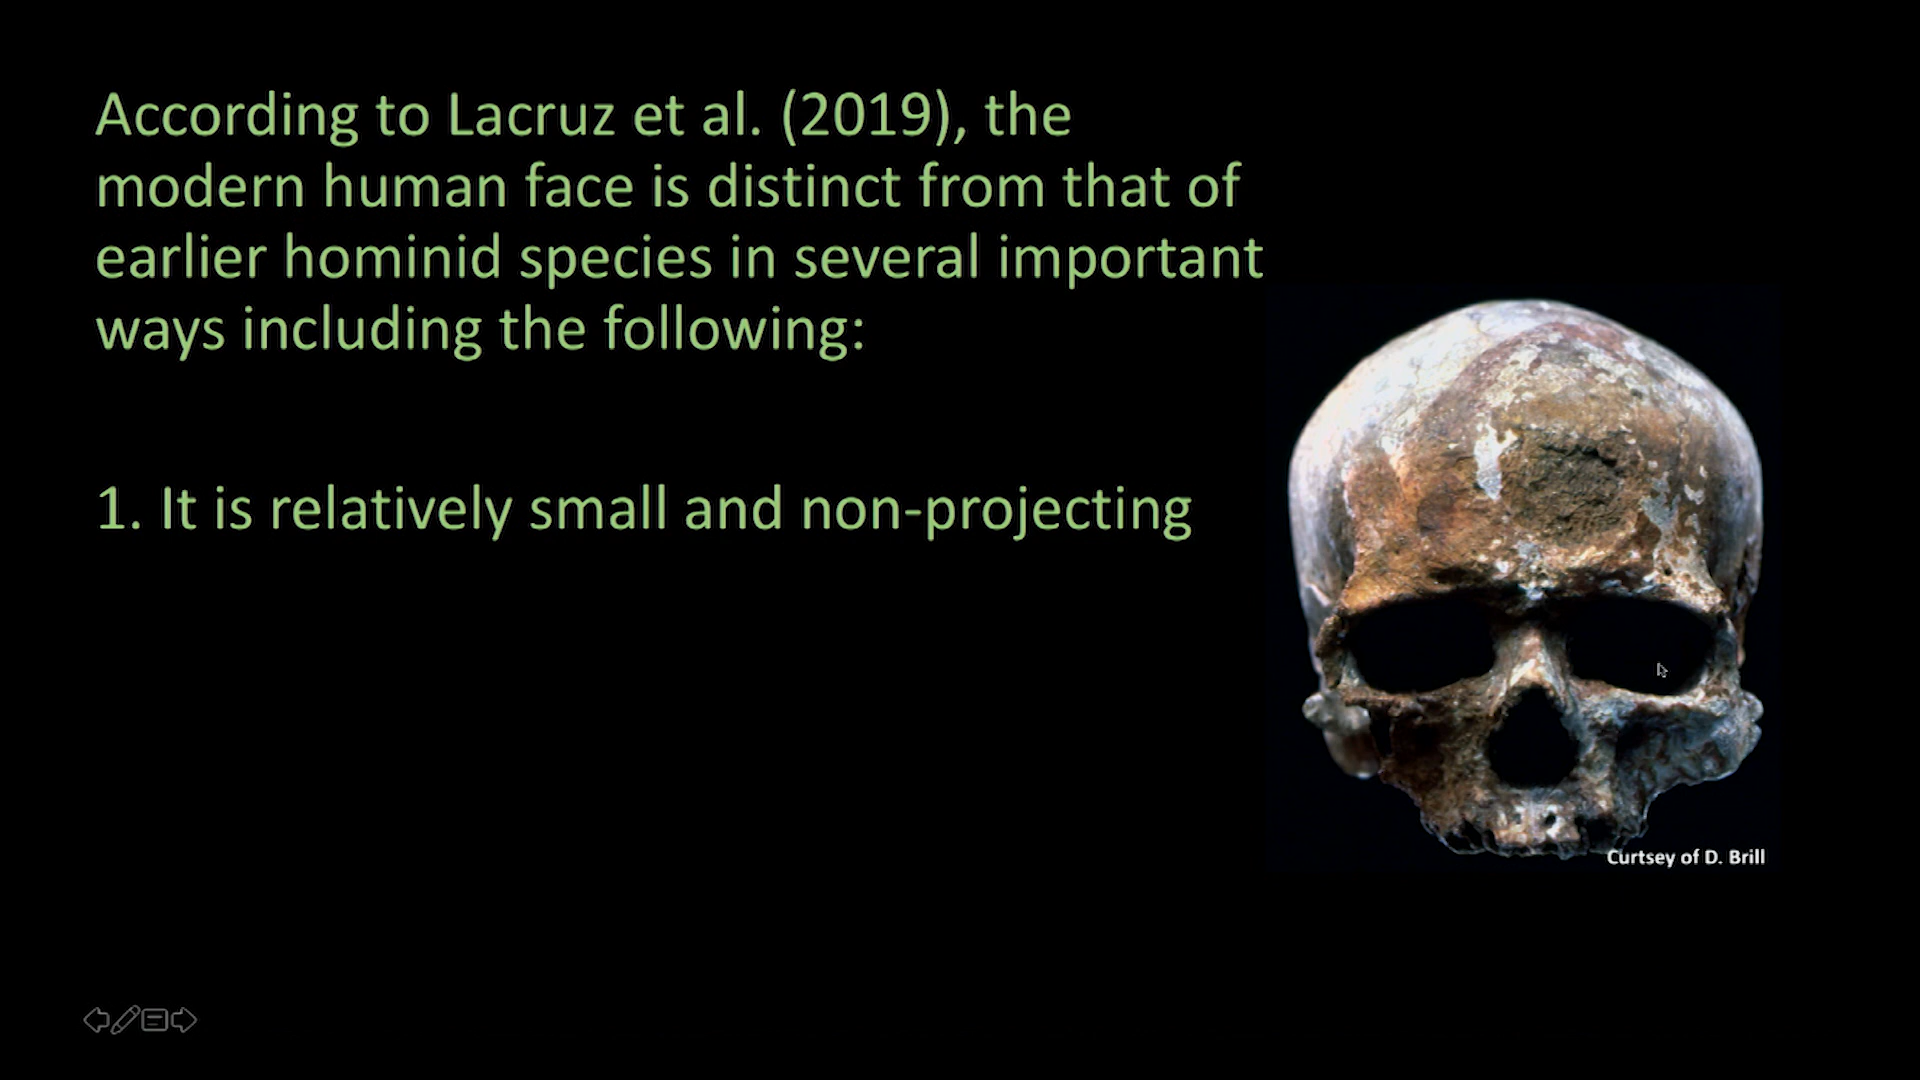 According to Lacruz et al. (2019), the
modern human face is distinct from that of
earlier hominid species in several important
ways including the following:
1. It is relatively small and non-projecting
Curtsey of D. Brill